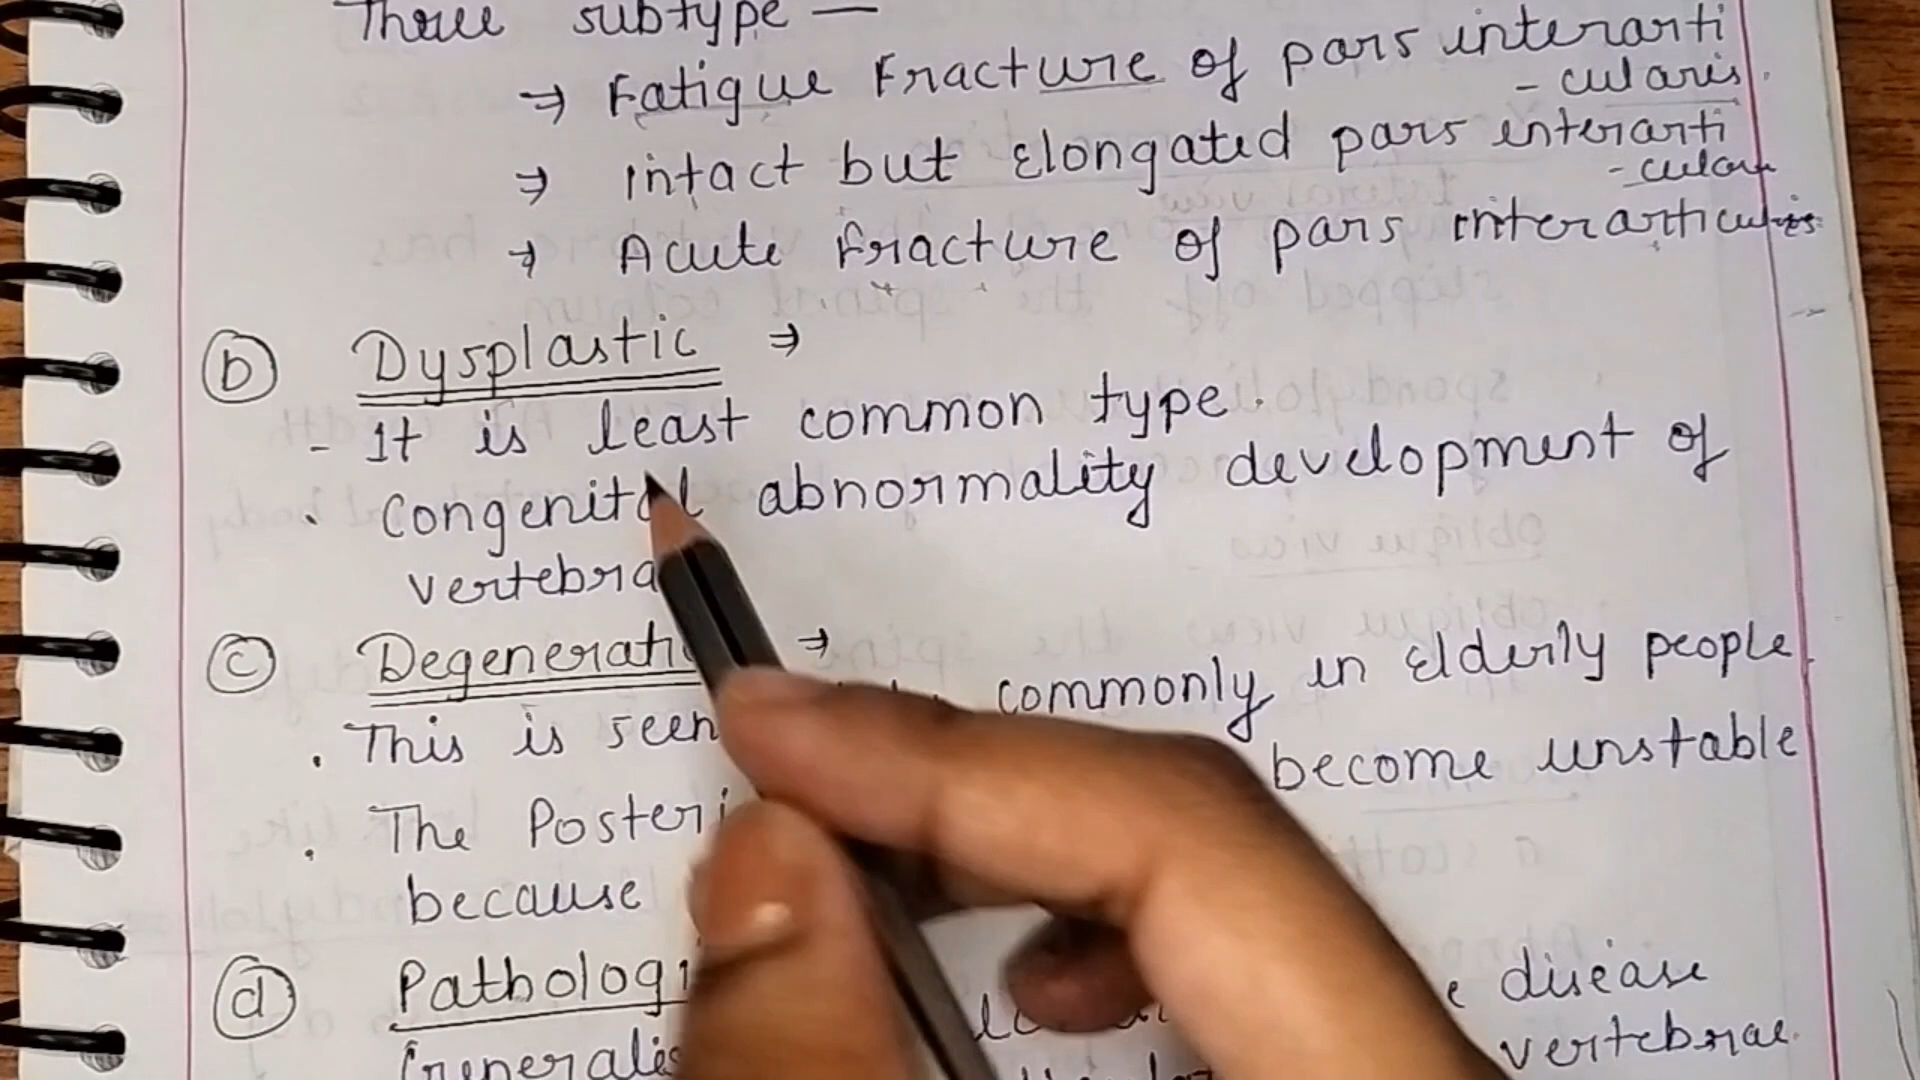 Three subtype —
⇒ Fatigue Fracture of pars interarti
- cularis.
⇒ intact but Elongated pars interarti
- cular
⇒ Acute fracture of pars interarticularis
(b) Dysplastic ⇒
- It is least common type.
. Congenital abnormality development of
vertebra
(c) Degenerati →
. This is seen commonly in Elderly people.
. The Posteri become unstable
because
(d) Pathologi
disease
vertebrae.